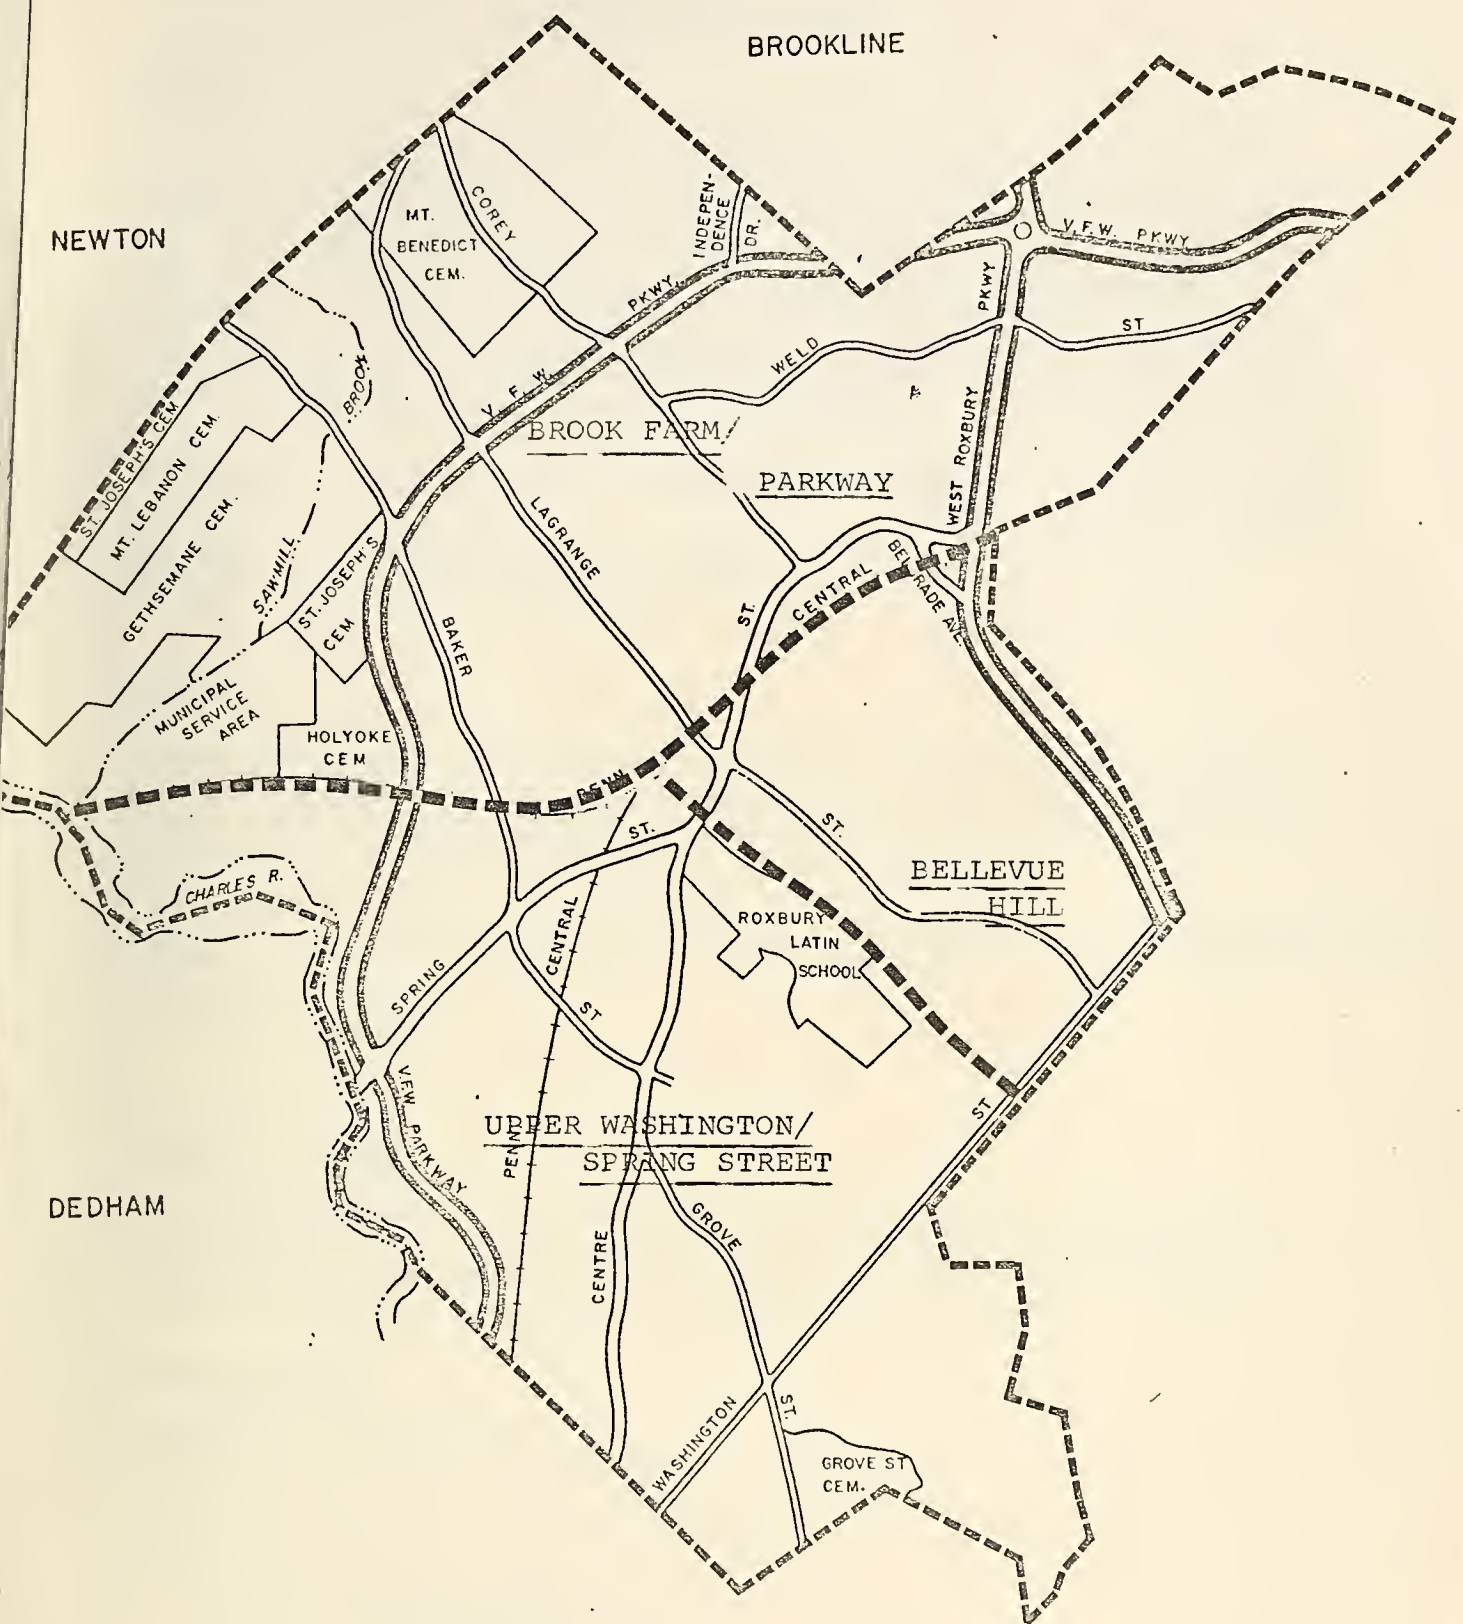 BROOKLINE
NEWTON
MT.
BENEDICT
CEM.
COREY
INDEPEN-
DENCE
DR.
V.F.W. PKWY
PKWY
PKWY
ST
WELD
V. F. W.
BROOK
BROOK FARM/
PARKWAY
WEST ROXBURY
ST. JOSEPH'S CEM
MT. LEBANON CEM.
GETHSEMANE CEM.
SAWMILL
ST. JOSEPH'S
CEM
LAGRANGE
BELGRADE AVE
CENTRAL
ST.
BAKER
MUNICIPAL
SERVICE
AREA
HOLYOKE
CEM
PENN
ST.
ST.
BELLEVUE
HILL
CHARLES R.
CENTRAL
ROXBURY
LATIN
SCHOOL
SPRING
ST
V.F.W. PARKWAY
ST
UPPER WASHINGTON/
SPRING STREET
PENN
DEDHAM
GROVE
CENTRE
WASHINGTON
ST.
GROVE ST
CEM.